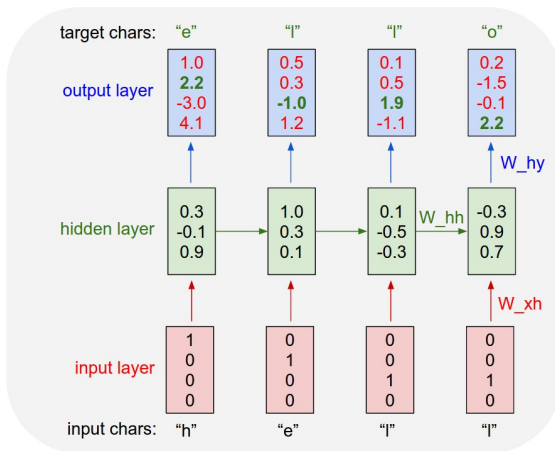 target chars: “e” “l” “l” “o”
1.0 0.5 0.1 0.2
2.2 0.3 0.5 -1.5
output layer
-3.0 -1.0 1.9 -0.1
4.1 1.2 -1.1 2.2
W_hy
0.3 1.0 0.1 -0.3
W_hh
hidden layer
-0.1 0.3 -0.5 0.9
0.9 0.1 -0.3 0.7
W_xh
1 0 0 0
0 1 0 0
input layer
0 0 1 1
0 0 0 0
input chars: “h” “e” “l” “l”